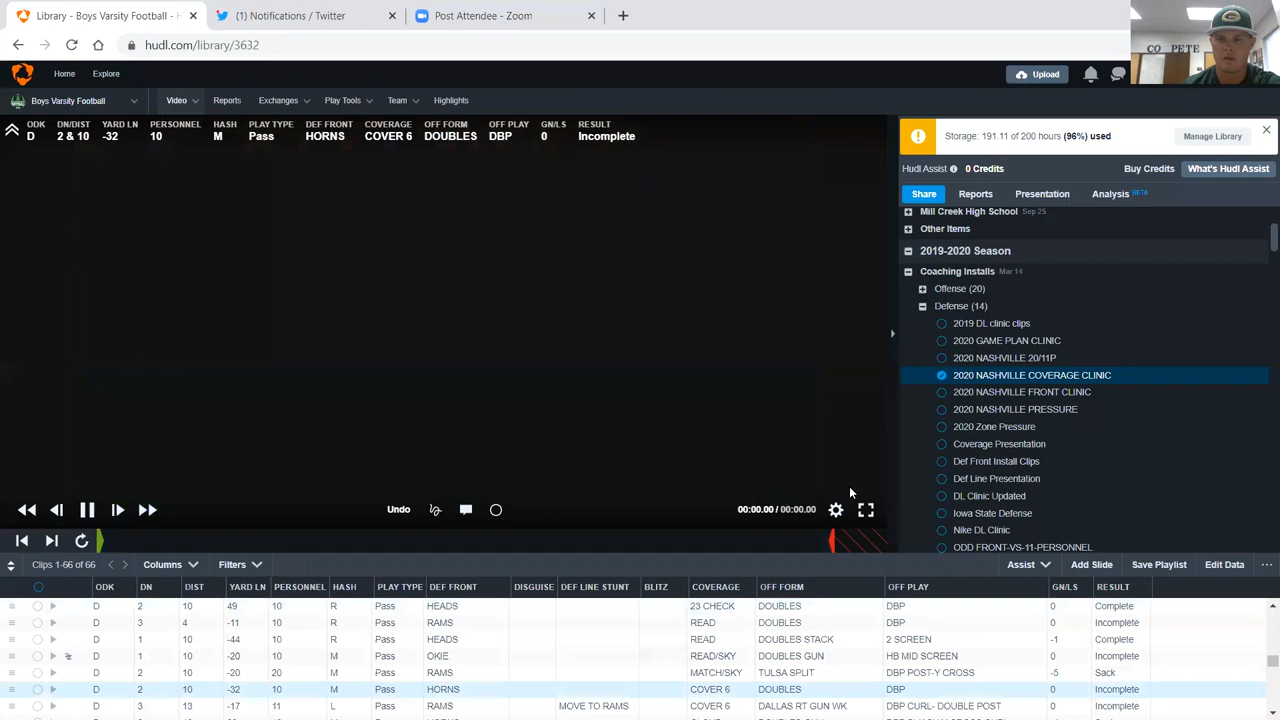 Library - Boys Varsity Football - H
(1) Notifications / Twitter
Post Attendee - Zoom
hudl.com/library/3632
CO PETE
Home Explore Upload
Boys Varsity Football Video Reports Exchanges Play Tools Team Highlights
ODK DN/DIST YARD LN PERSONNEL HASH PLAY TYPE DEF FRONT COVERAGE OFF FORM OFF PLAY GN/LS RESULT
D 2 & 10 -32 10 M Pass HORNS COVER 6 DOUBLES DBP 0 Incomplete
Storage: 191.11 of 200 hours (96%) used Manage Library
Hudl Assist 0 Credits Buy Credits What's Hudl Assist
Share Reports Presentation Analysis BETA
Mill Creek High School Sep 25
Other Items
2019-2020 Season
Coaching Installs Mar 14
Offense (20)
Defense (14)
2019 DL clinic clips
2020 GAME PLAN CLINIC
2020 NASHVILLE 20/11P
2020 NASHVILLE COVERAGE CLINIC
2020 NASHVILLE FRONT CLINIC
2020 NASHVILLE PRESSURE
2020 Zone Pressure
Coverage Presentation
Def Front Install Clips
Def Line Presentation
DL Clinic Updated
Iowa State Defense
Nike DL Clinic
ODD FRONT-VS-11-PERSONNEL
Undo 00:00.00 / 00:00.00
Clips 1-66 of 66 Columns Filters Assist Add Slide Save Playlist Edit Data
ODK DN DIST YARD LN PERSONNEL HASH PLAY TYPE DEF FRONT DISGUISE DEF LINE STUNT BLITZ COVERAGE OFF FORM OFF PLAY GN/LS RESULT
D 2 10 49 10 R Pass HEADS 23 CHECK DOUBLES DBP 0 Complete
D 3 4 -11 10 R Pass RAMS READ DOUBLES DBP 0 Incomplete
D 1 10 -44 10 R Pass HEADS READ DOUBLES STACK 2 SCREEN -1 Complete
D 1 10 -20 10 M Pass OKIE READ/SKY DOUBLES GUN HB MID SCREEN 0 Incomplete
D 2 10 -20 20 M Pass RAMS MATCH/SKY TULSA SPLIT DBP POST-Y CROSS -5 Sack
D 2 10 -32 10 M Pass HORNS COVER 6 DOUBLES DBP 0 Incomplete
D 3 13 -17 11 L Pass RAMS MOVE TO RAMS COVER 6 DALLAS RT GUN WK DBP CURL- DOUBLE POST 0 Incomplete